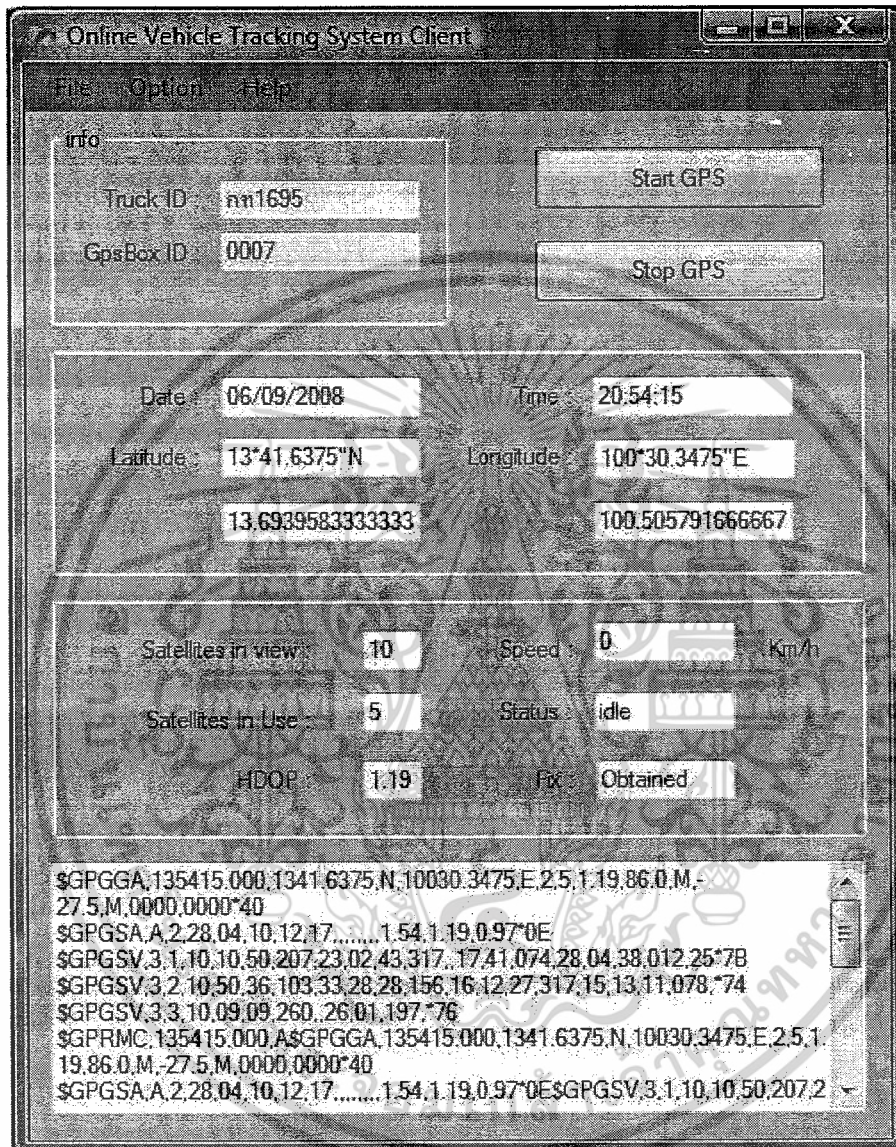 Online Vehicle Tracking System Client
File Option Help
info
Truck ID : กท1695
GpsBox ID : 0007
Start GPS
Stop GPS
Date : 06/09/2008 Time : 20:54:15
Latitude : 13*41.6375"N Longitude : 100*30.3475"E
13.6939583333333 100.505791666667
Satellites in view : 10 Speed : 0 Km/h
Satellites In Use : 5 Status : idle
HDOP : 1.19 Fix : Obtained
$GPGGA,135415.000,1341.6375,N,10030.3475,E,2,5,1.19,86.0,M,-
27.5,M,0000,0000*40
$GPGSA,A,2,28,04,10,12,17,,,,,,,,1.54,1.19,0.97*0E
$GPGSV,3,1,10,10,50,207,23,02,43,317,,17,41,074,28,04,38,012,25*7B
$GPGSV,3,2,10,50,36,103,33,28,28,156,16,12,27,317,15,13,11,078,*74
$GPGSV,3,3,10,09,09,260,,26,01,197,*76
$GPRMC,135415.000,A$GPGGA,135415.000,1341.6375,N,10030.3475,E,2,5,1.
19,86.0,M,-27.5,M,0000,0000*40
$GPGSA,A,2,28,04,10,12,17,,,,,,,,1.54,1.19,0.97*0E$GPGSV,3,1,10,10,50,207,2